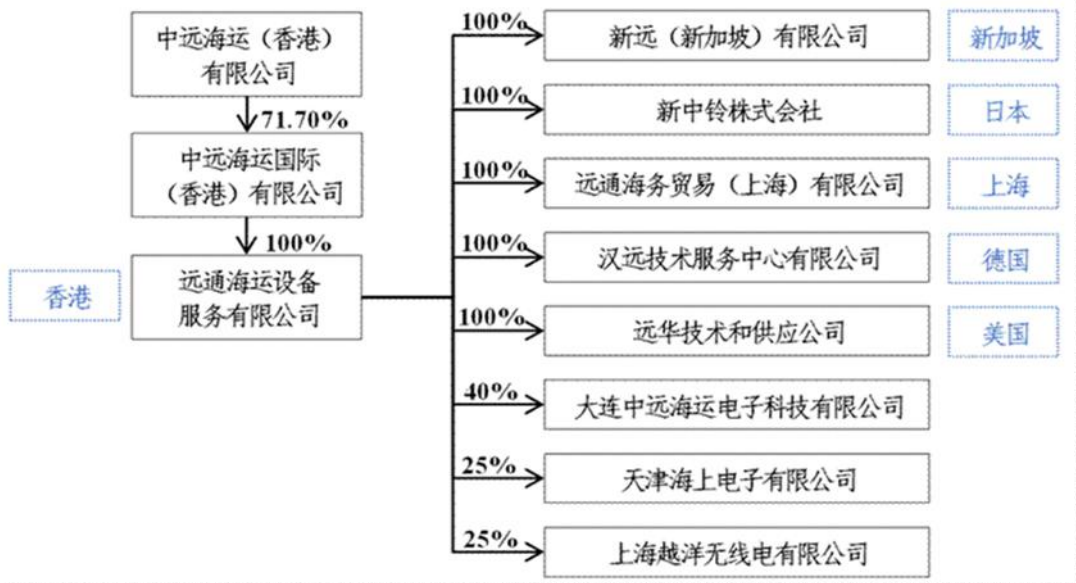 中远海运（香港）
有限公司
71.70%
中远海运国际
（香港）有限公司
100%
香港
远通海运设备
服务有限公司
100%
新远（新加坡）有限公司
新加坡
100%
新中铃株式会社
日本
100%
远通海务贸易（上海）有限公司
上海
100%
汉远技术服务中心有限公司
德国
100%
远华技术和供应公司
美国
40%
大连中远海运电子科技有限公司
25%
天津海上电子有限公司
25%
上海越洋无线电有限公司